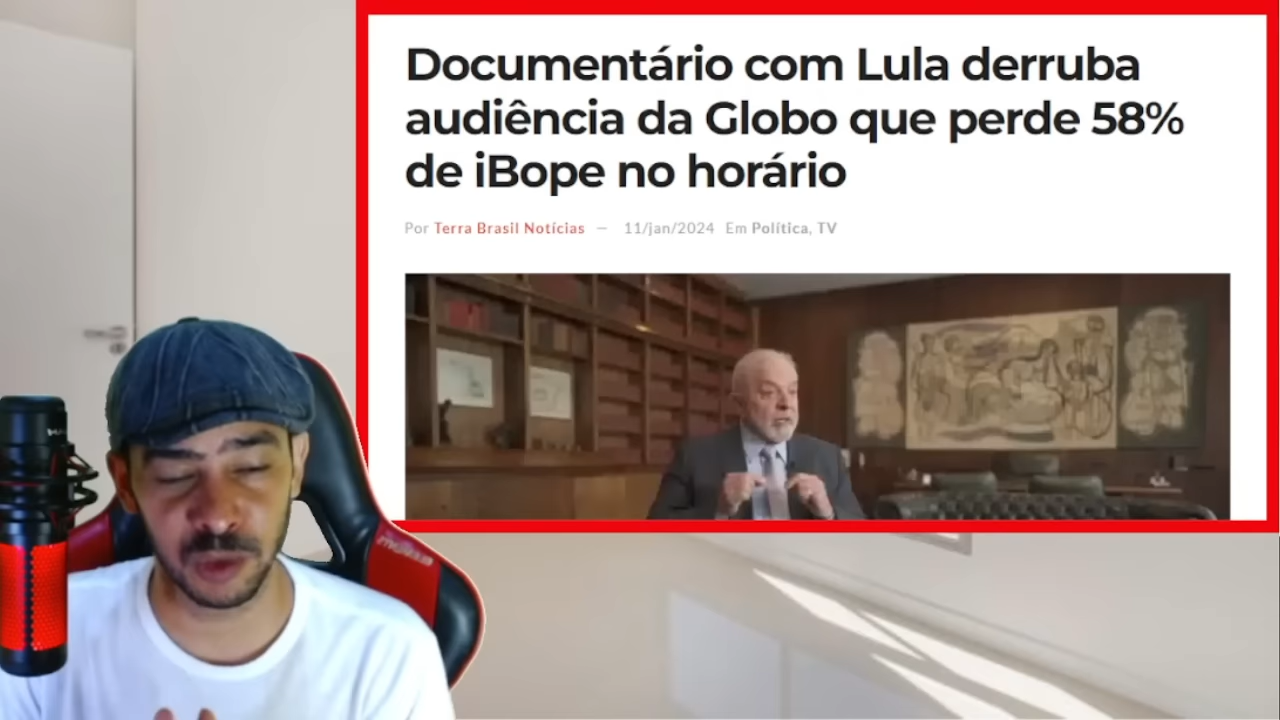 Documentário com Lula derruba
audiência da Globo que perde 58%
de iBope no horário
Por Terra Brasil Notícias — 11/jan/2024 Em Política, TV